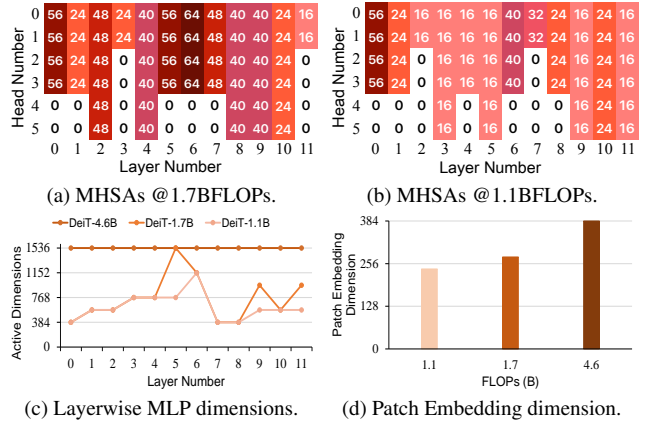 Head Number
0 56 24 48 24 40 56 64 48 40 40 24 16
1 56 24 48 24 40 56 64 48 40 40 24 16
2 56 24 48 0 40 56 64 48 40 40 24 0
3 56 24 48 0 40 56 64 48 40 40 24 0
4 0 0 48 0 40 0 0 0 40 40 24 0
5 0 0 48 0 40 0 0 0 40 40 24 0
0 1 2 3 4 5 6 7 8 9 10 11
Layer Number
(a) MHSAs @1.7BFLOPs.
Head Number
0 56 24 16 16 16 16 40 32 24 16 24 16
1 56 24 16 16 16 16 40 32 24 16 24 16
2 56 24 0 16 16 16 40 0 24 16 24 16
3 56 24 0 16 16 16 40 0 24 16 24 16
4 0 0 0 16 0 16 0 0 0 16 24 16
5 0 0 0 16 0 16 0 0 0 16 24 16
0 1 2 3 4 5 6 7 8 9 10 11
Layer Number
(b) MHSAs @1.1BFLOPs.
DeiT-4.6B DeiT-1.7B DeiT-1.1B
Active Dimensions
1536
1152
768
384
0
0 1 2 3 4 5 6 7 8 9 10 11
Layer Number
(c) Layerwise MLP dimensions.
Patch Embedding
Dimension
384
256
128
0
1.1 1.7 4.6
FLOPs (B)
(d) Patch Embedding dimension.